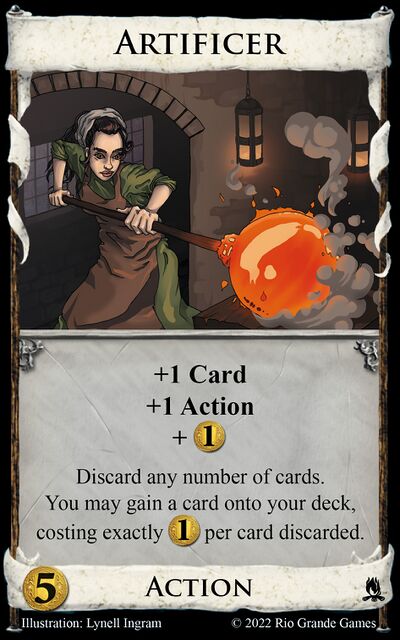 ARTIFICER
+1 Card
+1 Action
+ 1
Discard any number of cards.
You may gain a card onto your deck,
costing exactly 1 per card discarded.
5 ACTION
Illustration: Lynell Ingram © 2022 Rio Grande Games